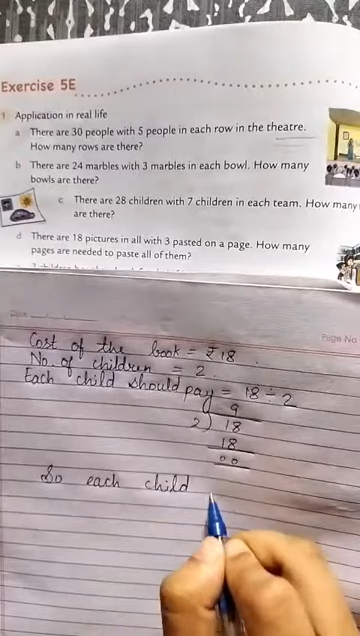 Exercise 5E
1 Application in real life
a There are 30 people with 5 people in each row in the theatre.
How many rows are there?
b There are 24 marbles with 3 marbles in each bowl. How many
bowls are there?
c There are 28 children with 7 children in each team. How many
are there?
d There are 18 pictures in all with 3 pasted on a page. How many
pages are needed to paste all of them?
Page No
Cost of the book = ₹18
No. of children = 2
Each child should pay = 18 ÷ 2
9
2) 18
18
00
So each child